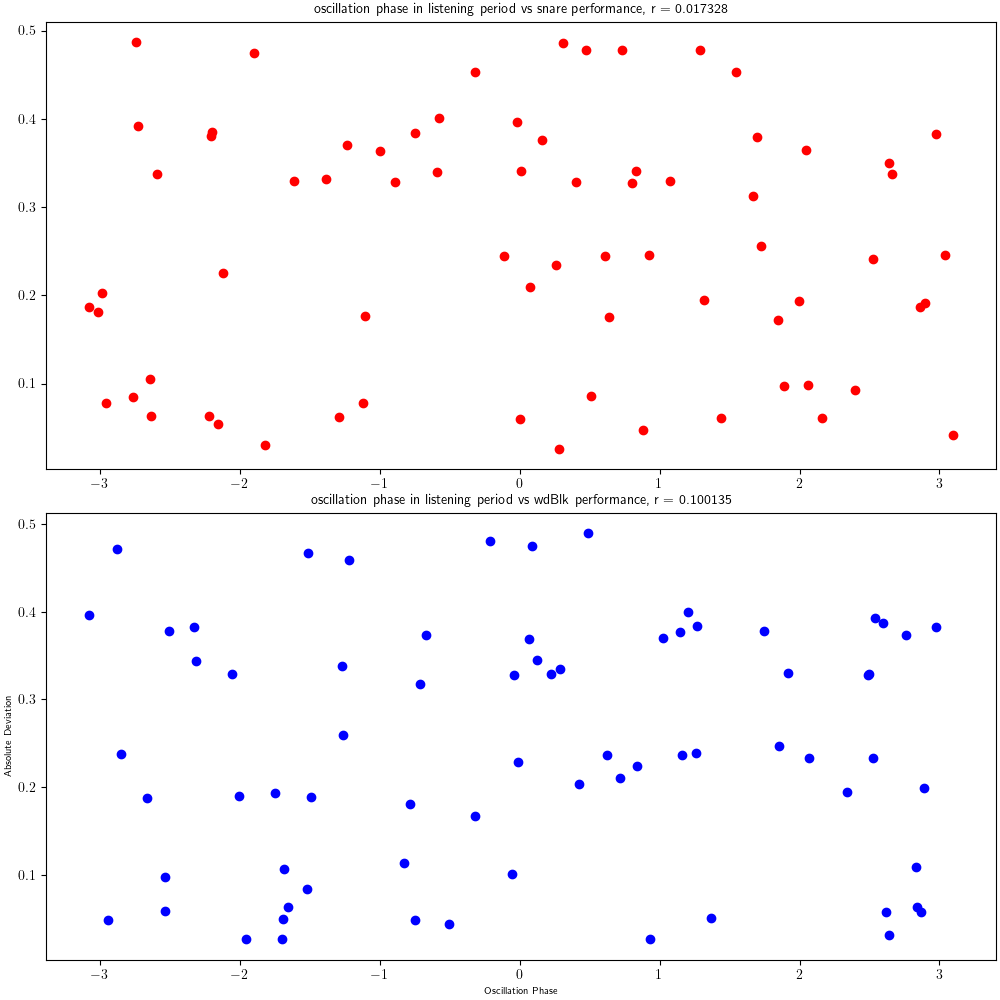 oscillation phase in listening period vs snare performance, r = 0.017328
0.5
0.4
0.3
0.2
0.1
−3 −2 −1 0 1 2 3
oscillation phase in listening period vs wdBlk performance, r = 0.100135
0.5
0.4
0.3
0.2
0.1
Absolute Deviation
−3 −2 −1 0 1 2 3
Oscillation Phase